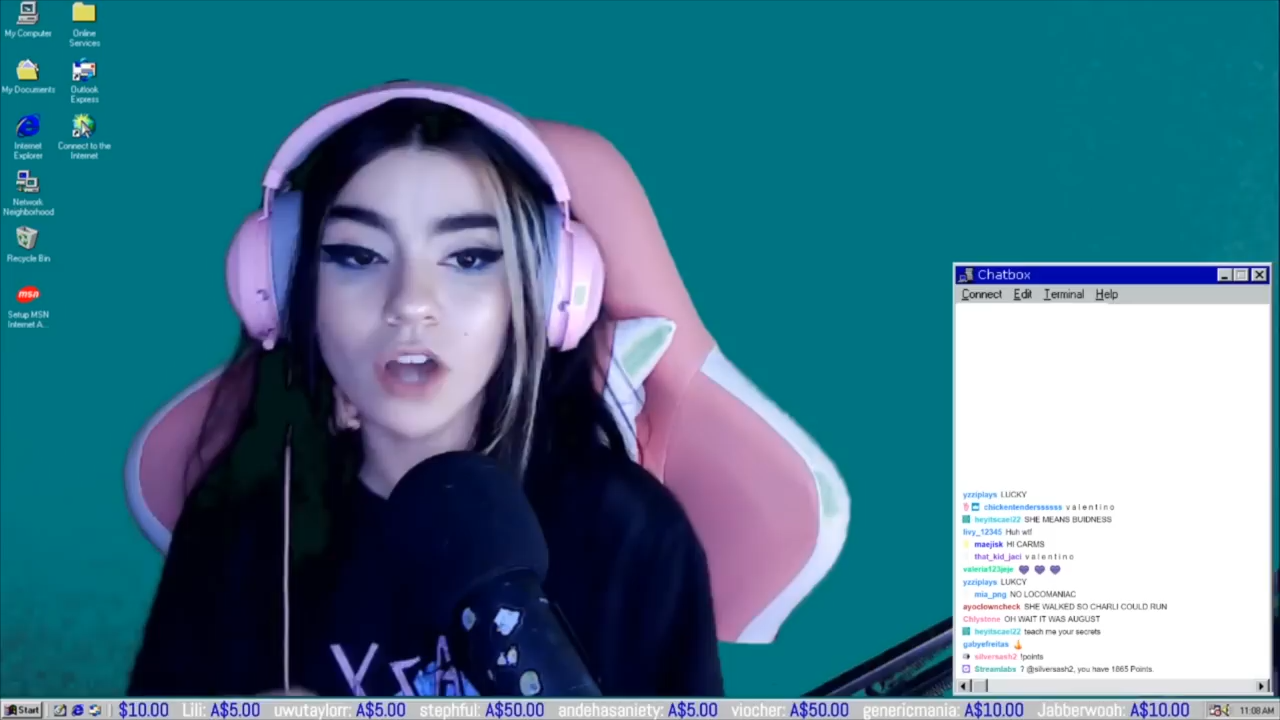 My Computer
Online
Services
My Documents
Outlook
Express
Internet
Explorer
Connect to the
Internet
Network
Neighborhood
Recycle Bin
msn
Setup MSN
Internet A...
Chatbox
Connect Edit Terminal Help
yzziplays LUCKY
chickentenderssssss v a l e n t i n o
heyitscaei22 SHE MEANS BUIDNESS
livy_12345 Huh wtf
maejisk HI CARMS
that_kid_jaci v a l e n t i n o
valeria123jeje
yzziplays LUKCY
mia_png NO LOCOMANIAC
ayoclowncheck SHE WALKED SO CHARLI COULD RUN
Chlystone OH WAIT IT WAS AUGUST
heyitscaei22 teach me your secrets
gabyefreitas
silversash2 !points
Streamlabs ? @silversash2, you have 1865 Points.
Start $10.00 Lili: A$5.00 uwutaylorr: A$5.00 stephful: A$50.00 andehasaniety: A$5.00 viocher: A$50.00 genericmania: A$10.00 Jabberwooh: A$10.00 11:08 AM